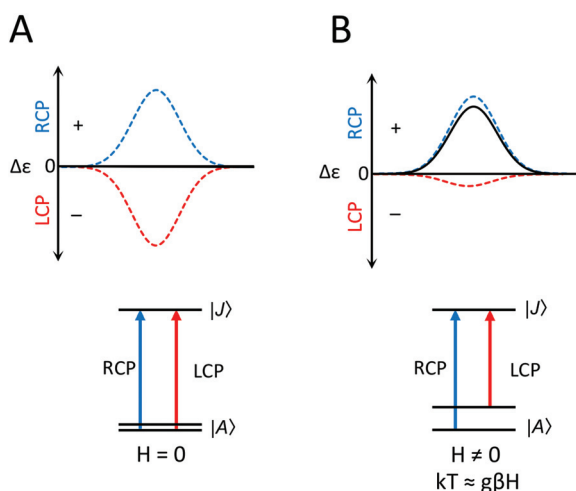 A
RCP
+
Δε
0
LCP
–
|J⟩
RCP
LCP
|A⟩
H = 0
B
RCP
+
Δε
0
LCP
–
|J⟩
RCP
LCP
|A⟩
H ≠ 0
kT ≈ gβH